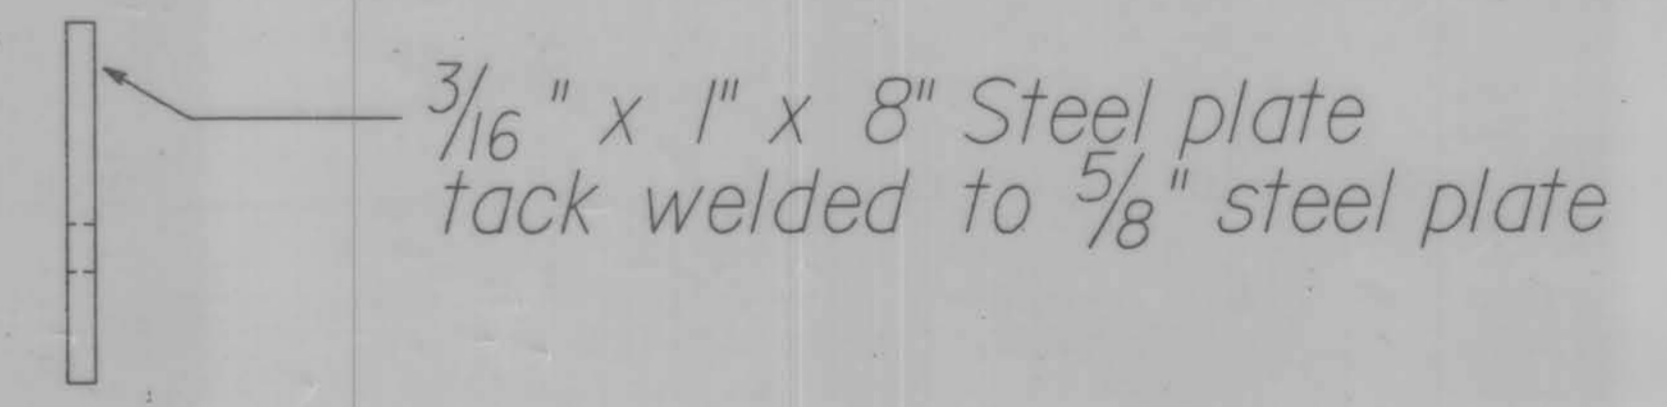 3/16" x 1" x 8" Steel plate
tack welded to 5/8" steel plate